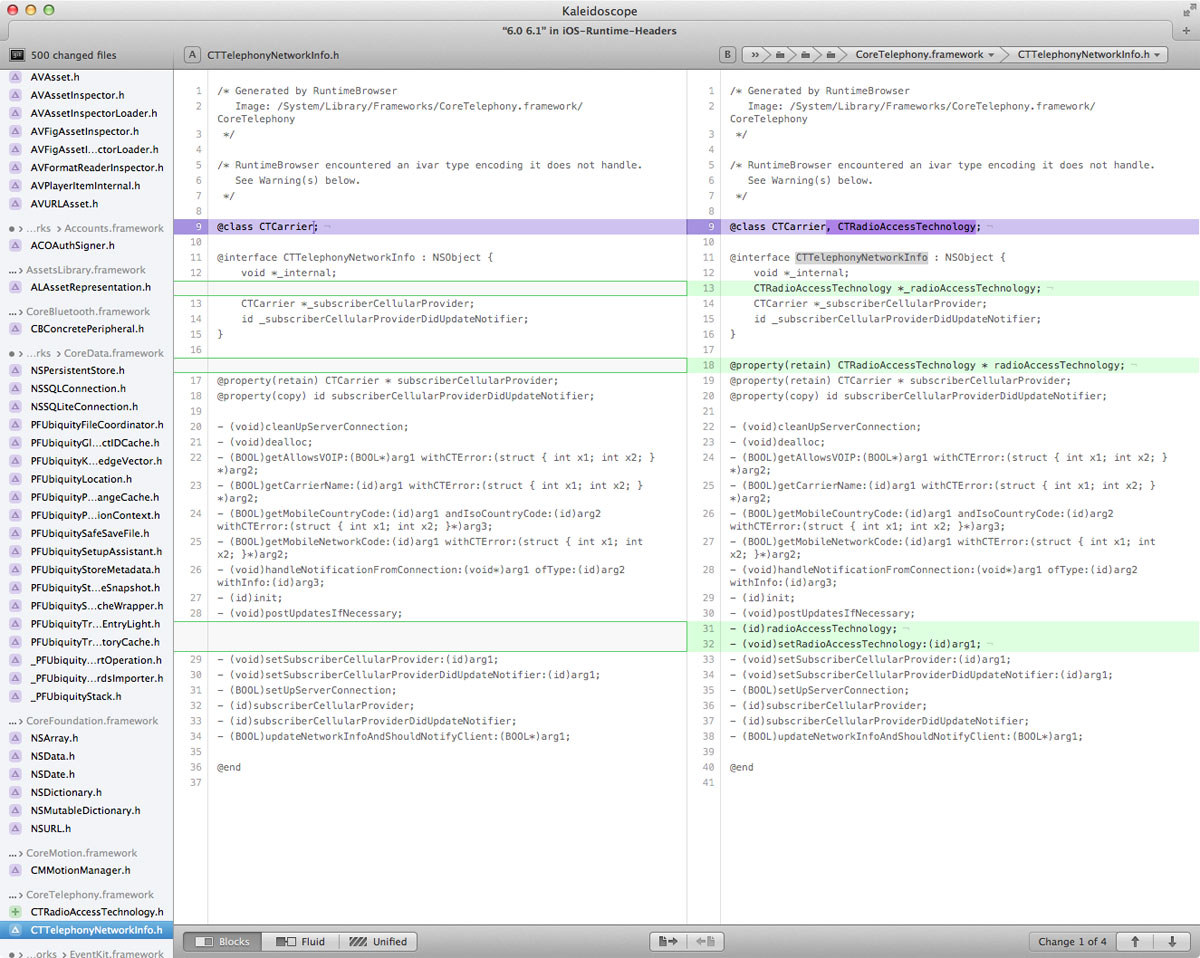 Kaleidoscope
“6.0 6.1” in iOS-Runtime-Headers
500 changed files
A CTTelephonyNetworkInfo.h
B CoreTelephony.framework CTTelephonyNetworkInfo.h
AVAsset.h
AVAssetInspector.h
AVAssetInspectorLoader.h
AVFigAssetInspector.h
AVFigAssetI...ctorLoader.h
AVFormatReaderInspector.h
AVPlayerItemInternal.h
AVURLAsset.h
...rks › Accounts.framework
ACOAuthSigner.h
...› AssetsLibrary.framework
ALAssetRepresentation.h
...› CoreBluetooth.framework
CBConcretePeripheral.h
...rks › CoreData.framework
NSPersistentStore.h
NSSQLConnection.h
NSSQLiteConnection.h
PFUbiquityFileCoordinator.h
PFUbiquityGl...ctIDCache.h
PFUbiquityK...edgeVector.h
PFUbiquityLocation.h
PFUbiquityP...angeCache.h
PFUbiquityP...ionContext.h
PFUbiquitySafeSaveFile.h
PFUbiquitySetupAssistant.h
PFUbiquityStoreMetadata.h
PFUbiquitySt...eSnapshot.h
PFUbiquityS...cheWrapper.h
PFUbiquityTr...EntryLight.h
PFUbiquityTr...toryCache.h
_PFUbiquity...rtOperation.h
_PFUbiquity...rdsImporter.h
_PFUbiquityStack.h
...› CoreFoundation.framework
NSArray.h
NSData.h
NSDate.h
NSDictionary.h
NSMutableDictionary.h
NSURL.h
...› CoreMotion.framework
CMMotionManager.h
...› CoreTelephony.framework
CTRadioAccessTechnology.h
CTTelephonyNetworkInfo.h
...orks › EventKit.framework
1 /* Generated by RuntimeBrowser
2 Image: /System/Library/Frameworks/CoreTelephony.framework/
CoreTelephony
3 */
4
5 /* RuntimeBrowser encountered an ivar type encoding it does not handle.
6 See Warning(s) below.
7 */
8
9 @class CTCarrier; ¬
10
11 @interface CTTelephonyNetworkInfo : NSObject {
12 void *_internal;
13 CTCarrier *_subscriberCellularProvider;
14 id _subscriberCellularProviderDidUpdateNotifier;
15 }
16
17 @property(retain) CTCarrier * subscriberCellularProvider;
18 @property(copy) id subscriberCellularProviderDidUpdateNotifier;
19
20 - (void)cleanUpServerConnection;
21 - (void)dealloc;
22 - (BOOL)getAllowsVOIP:(BOOL*)arg1 withCTError:(struct { int x1; int x2; }
*)arg2;
23 - (BOOL)getCarrierName:(id)arg1 withCTError:(struct { int x1; int x2; }
*)arg2;
24 - (BOOL)getMobileCountryCode:(id)arg1 andIsoCountryCode:(id)arg2
withCTError:(struct { int x1; int x2; }*)arg3;
25 - (BOOL)getMobileNetworkCode:(id)arg1 withCTError:(struct { int x1; int
x2; }*)arg2;
26 - (void)handleNotificationFromConnection:(void*)arg1 ofType:(id)arg2
withInfo:(id)arg3;
27 - (id)init;
28 - (void)postUpdatesIfNecessary;
29 - (void)setSubscriberCellularProvider:(id)arg1;
30 - (void)setSubscriberCellularProviderDidUpdateNotifier:(id)arg1;
31 - (BOOL)setUpServerConnection;
32 - (id)subscriberCellularProvider;
33 - (id)subscriberCellularProviderDidUpdateNotifier;
34 - (BOOL)updateNetworkInfoAndShouldNotifyClient:(BOOL*)arg1;
35
36 @end
37
1 /* Generated by RuntimeBrowser
2 Image: /System/Library/Frameworks/CoreTelephony.framework/
CoreTelephony
3 */
4
5 /* RuntimeBrowser encountered an ivar type encoding it does not handle.
6 See Warning(s) below.
7 */
8
9 @class CTCarrier, CTRadioAccessTechnology; ¬
10
11 @interface CTTelephonyNetworkInfo : NSObject {
12 void *_internal;
13 CTRadioAccessTechnology *_radioAccessTechnology; ¬
14 CTCarrier *_subscriberCellularProvider;
15 id _subscriberCellularProviderDidUpdateNotifier;
16 }
17
18 @property(retain) CTRadioAccessTechnology * radioAccessTechnology; ¬
19 @property(retain) CTCarrier * subscriberCellularProvider;
20 @property(copy) id subscriberCellularProviderDidUpdateNotifier;
21
22 - (void)cleanUpServerConnection;
23 - (void)dealloc;
24 - (BOOL)getAllowsVOIP:(BOOL*)arg1 withCTError:(struct { int x1; int x2; }
*)arg2;
25 - (BOOL)getCarrierName:(id)arg1 withCTError:(struct { int x1; int x2; }
*)arg2;
26 - (BOOL)getMobileCountryCode:(id)arg1 andIsoCountryCode:(id)arg2
withCTError:(struct { int x1; int x2; }*)arg3;
27 - (BOOL)getMobileNetworkCode:(id)arg1 withCTError:(struct { int x1; int
x2; }*)arg2;
28 - (void)handleNotificationFromConnection:(void*)arg1 ofType:(id)arg2
withInfo:(id)arg3;
29 - (id)init;
30 - (void)postUpdatesIfNecessary;
31 - (id)radioAccessTechnology; ¬
32 - (void)setRadioAccessTechnology:(id)arg1; ¬
33 - (void)setSubscriberCellularProvider:(id)arg1;
34 - (void)setSubscriberCellularProviderDidUpdateNotifier:(id)arg1;
35 - (BOOL)setUpServerConnection;
36 - (id)subscriberCellularProvider;
37 - (id)subscriberCellularProviderDidUpdateNotifier;
38 - (BOOL)updateNetworkInfoAndShouldNotifyClient:(BOOL*)arg1;
39
40 @end
41
Blocks Fluid Unified
Change 1 of 4